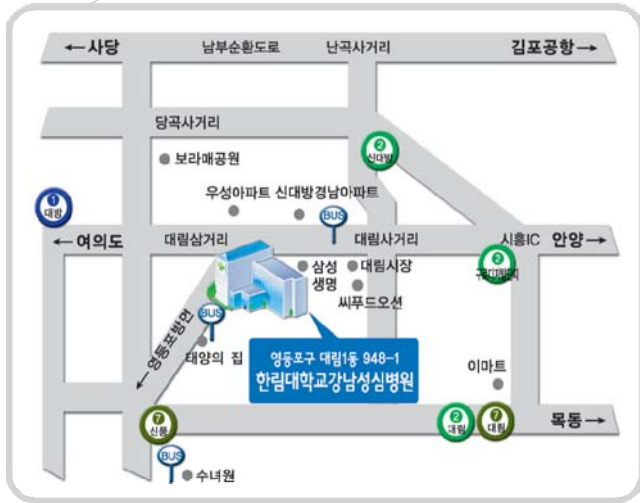 ←사당 남부순환도로 난곡사거리 김포공항→
당곡사거리
보라매공원
2
신대방
우성아파트 신대방경남아파트
1
대방
BUS
←여의도 대림삼거리 대림사거리 시흥IC 안양→
2
삼성
생명
대림시장
씨푸드오션
BUS
태양의 집
←영등포방면
영등포구 대림1동 948-1
한림대학교강남성심병원
이마트
7
신풍
2
대림
7
대림
목동→
BUS
수녀원